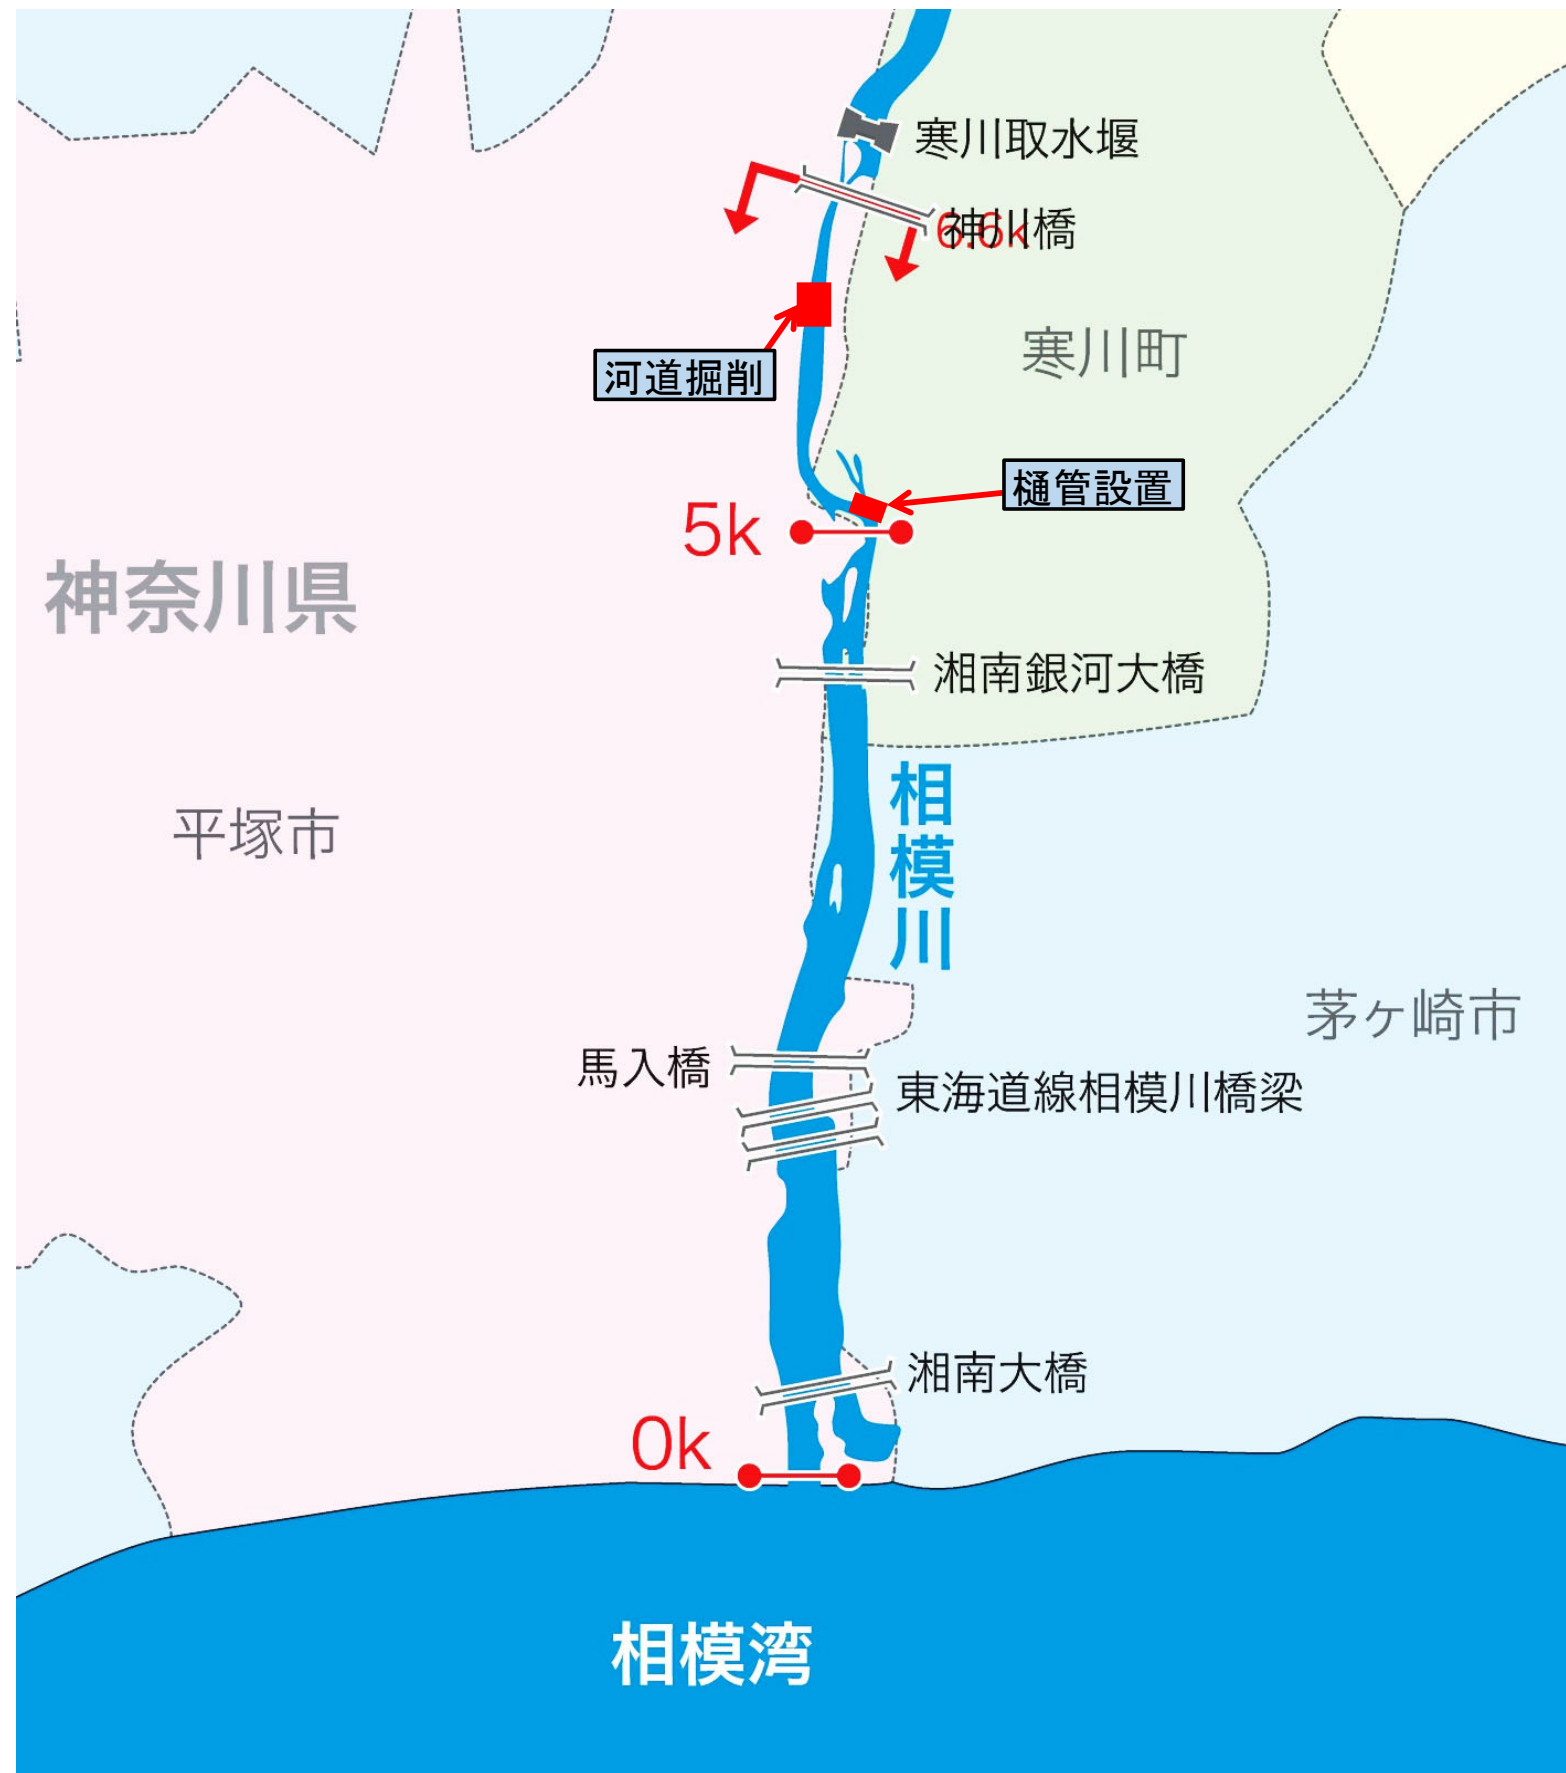 寒川取水堰
6.6k
神川橋
寒川町
河道掘削
樋管設置
5k
神奈川県
湘南銀河大橋
相模川
平塚市
茅ヶ崎市
馬入橋
東海道線相模川橋梁
湘南大橋
0k
相模湾